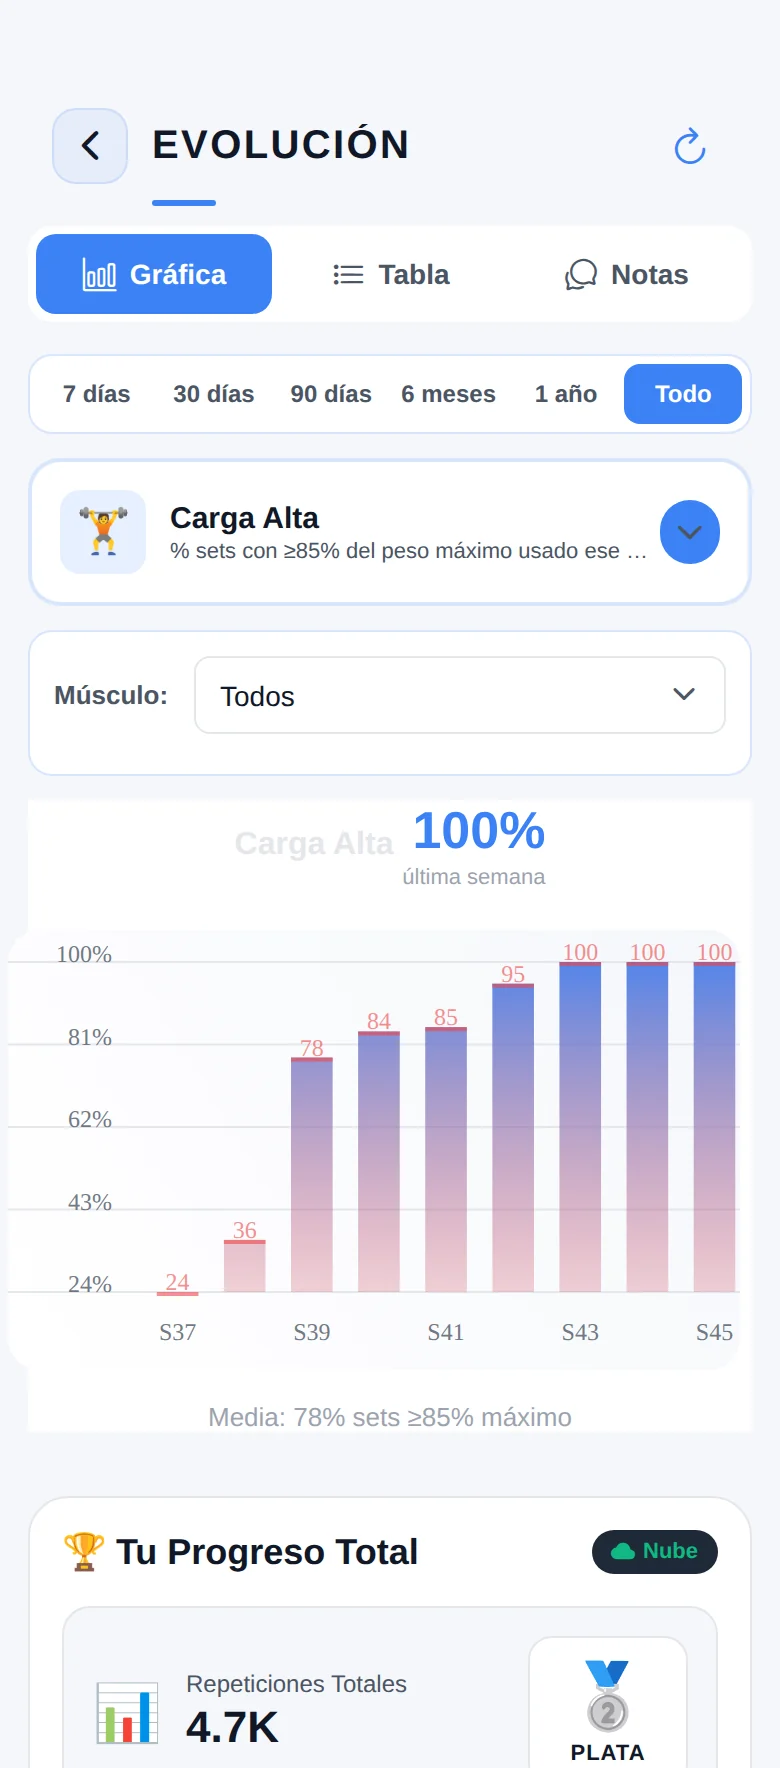 EVOLUCIÓN
Gráfica Tabla Notas
7 días 30 días 90 días 6 meses 1 año Todo
Carga Alta
% sets con ≥85% del peso máximo usado ese …
Músculo: Todos
Carga Alta 100%
última semana
100%
81%
62%
43%
24%
24 36 78 84 85 95 100 100 100
S37 S39 S41 S43 S45
Media: 78% sets ≥85% máximo
Tu Progreso Total
Nube
Repeticiones Totales
4.7K
2
PLATA